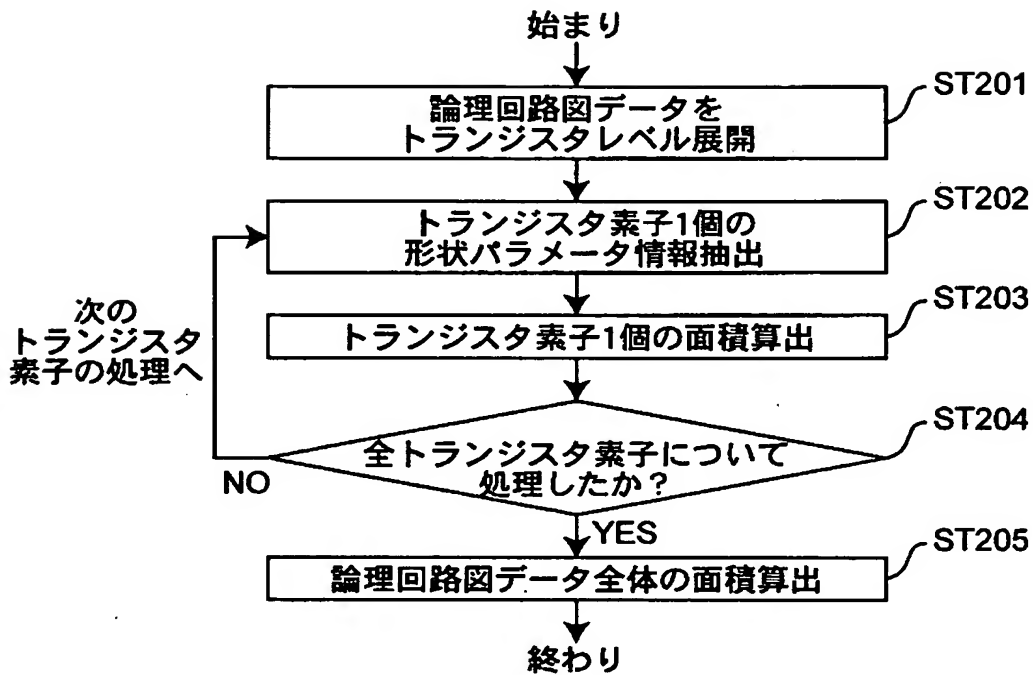 始まり
ST201
論理回路図データを
トランジスタレベル展開
ST202
トランジスタ素子1個の
形状パラメータ情報抽出
ST203
トランジスタ素子1個の面積算出
次の
トランジスタ
素子の処理へ
ST204
全トランジスタ素子について
処理したか？
NO
YES
ST205
論理回路図データ全体の面積算出
終わり